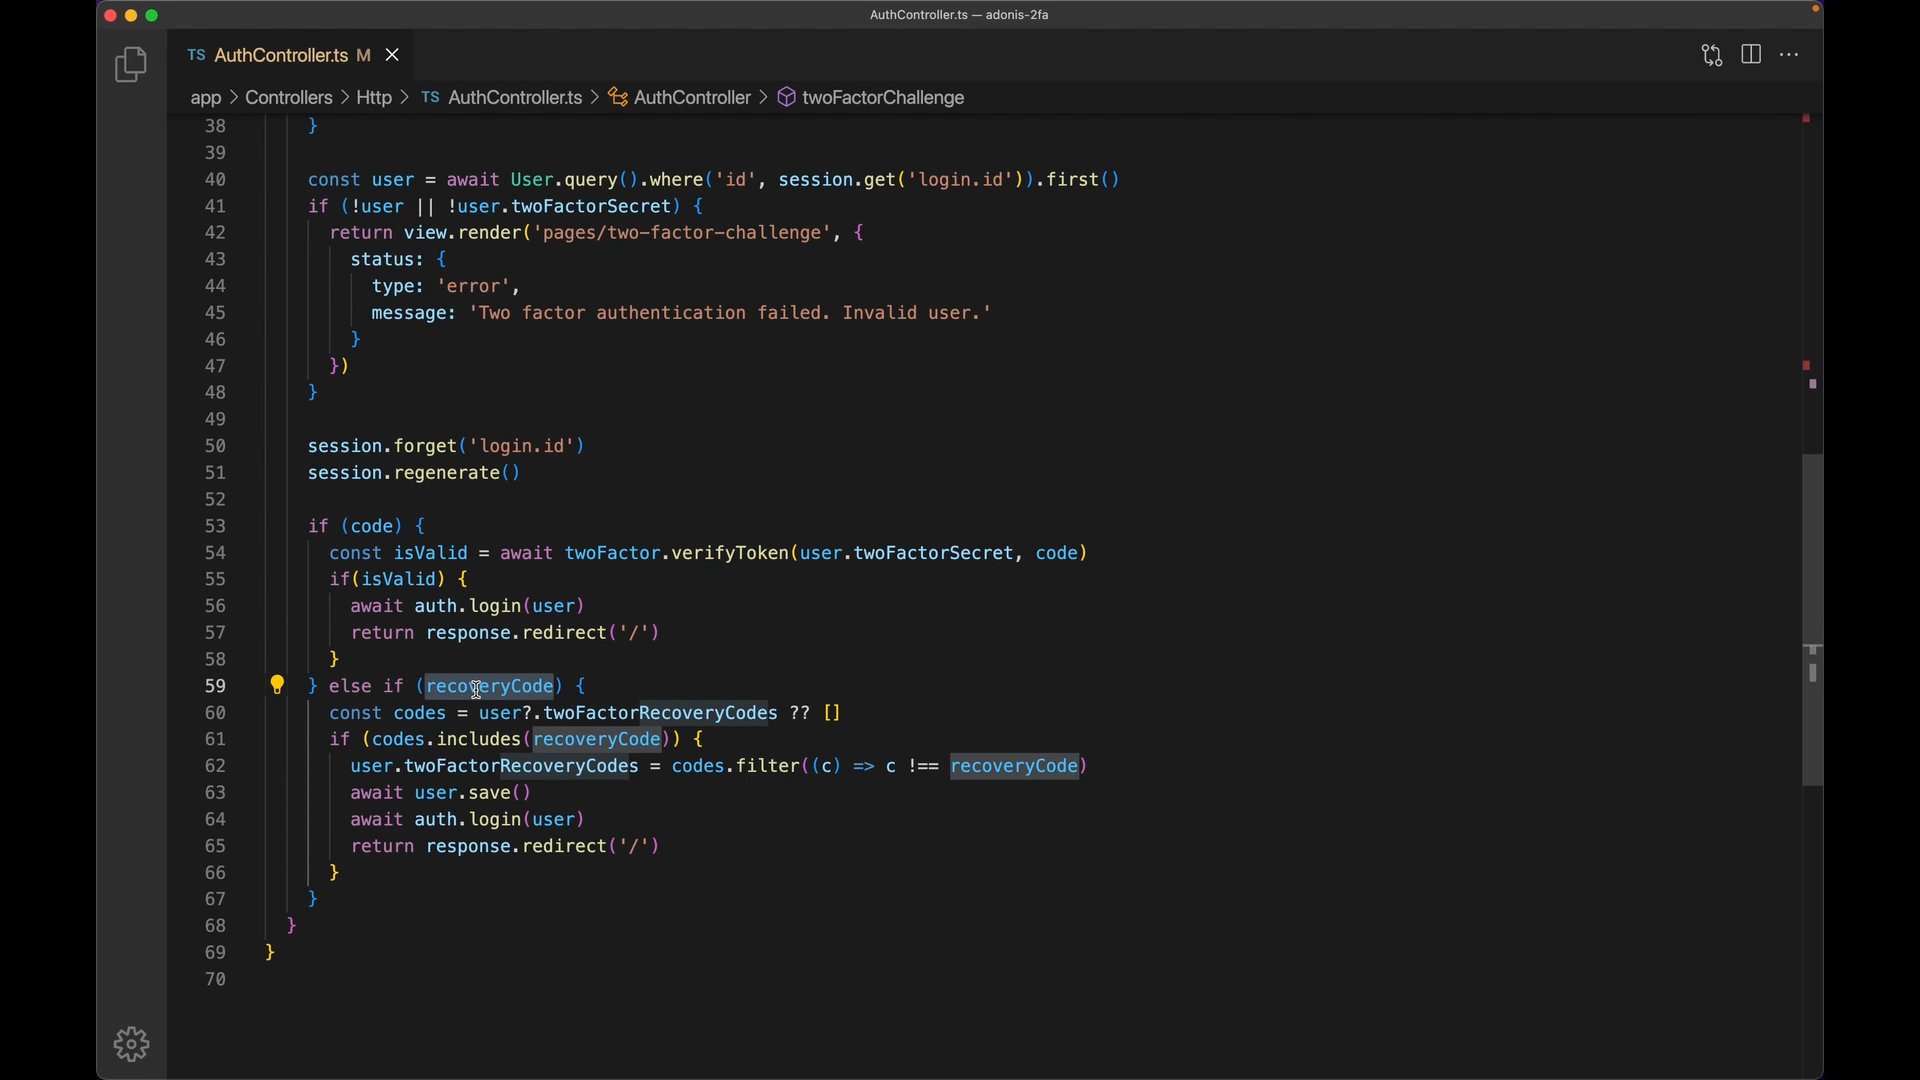 AuthController.ts — adonis-2fa
TS AuthController.ts M
app > Controllers > Http > TS AuthController.ts > AuthController > twoFactorChallenge
38 }
39
40 const user = await User.query().where('id', session.get('login.id')).first()
41 if (!user || !user.twoFactorSecret) {
42 return view.render('pages/two-factor-challenge', {
43 status: {
44 type: 'error',
45 message: 'Two factor authentication failed. Invalid user.'
46 }
47 })
48 }
49
50 session.forget('login.id')
51 session.regenerate()
52
53 if (code) {
54 const isValid = await twoFactor.verifyToken(user.twoFactorSecret, code)
55 if(isValid) {
56 await auth.login(user)
57 return response.redirect('/')
58 }
59 } else if (recoveryCode) {
60 const codes = user?.twoFactorRecoveryCodes ?? []
61 if (codes.includes(recoveryCode)) {
62 user.twoFactorRecoveryCodes = codes.filter((c) => c !== recoveryCode)
63 await user.save()
64 await auth.login(user)
65 return response.redirect('/')
66 }
67 }
68 }
69 }
70